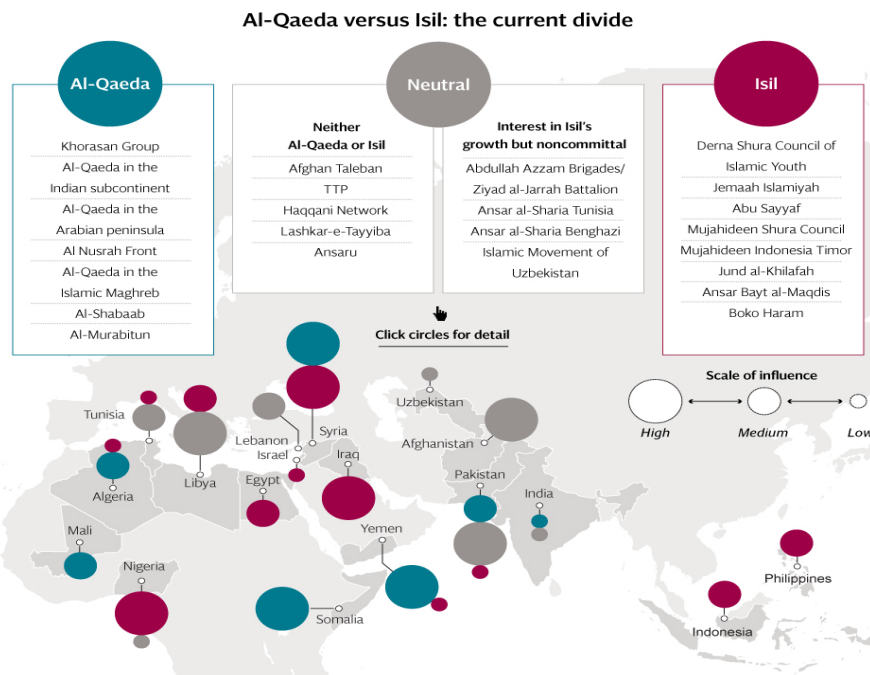 Al-Qaeda versus Isil: the current divide
Al-Qaeda
Khorasan Group
Al-Qaeda in the
Indian subcontinent
Al-Qaeda in the
Arabian peninsula
Al Nusrah Front
Al-Qaeda in the
Islamic Maghreb
Al-Shabaab
Al-Murabitun
Neutral
Neither
Al-Qaeda or Isil
Afghan Taleban
TTP
Haqqani Network
Lashkar-e-Tayyiba
Ansaru
Interest in Isil's
growth but noncommittal
Abdullah Azzam Brigades/
Ziyad al-Jarrah Battalion
Ansar al-Sharia Tunisia
Ansar al-Sharia Benghazi
Islamic Movement of
Uzbekistan
Isil
Derna Shura Council of
Islamic Youth
Jemaah Islamiyah
Abu Sayyaf
Mujahideen Shura Council
Mujahideen Indonesia Timor
Jund al-Khilafah
Ansar Bayt al-Maqdis
Boko Haram
Click circles for detail
Scale of influence
High
Medium
Low
Tunisia
Algeria
Libya
Lebanon
Israel
Syria
Egypt
Iraq
Uzbekistan
Afghanistan
Pakistan
India
Mali
Nigeria
Yemen
Somalia
Philippines
Indonesia